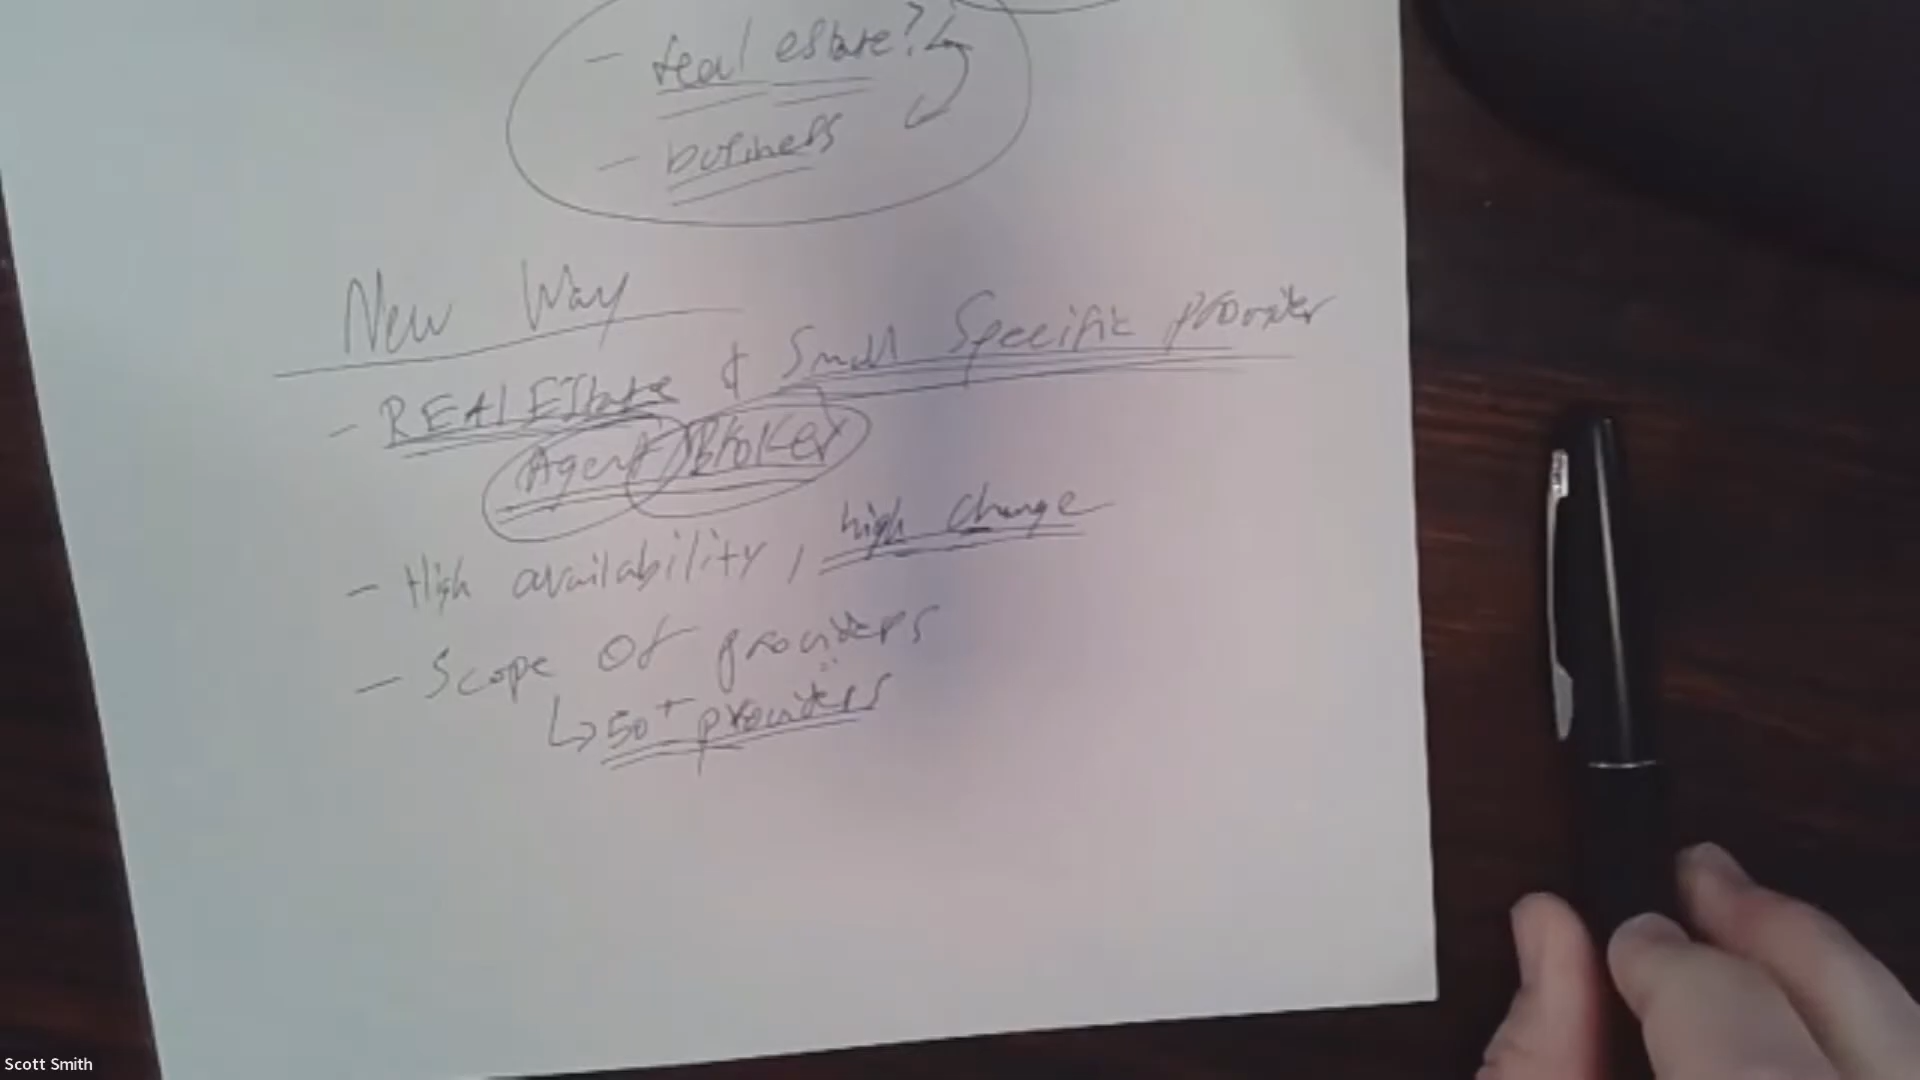 - real estate?
- business
New Way
- REAL EState & Small Specific provider
Agent Broker
- High availability, high change
- Scope of providers
↳ 50+ providers
Scott Smith